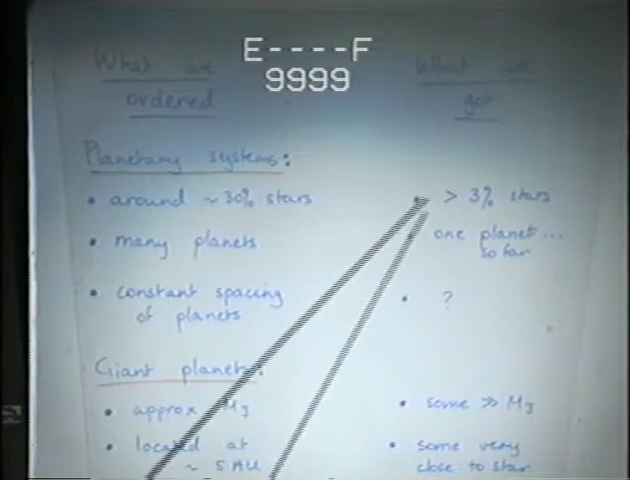 E----F
9999
What we
ordered
What we
got
Planetary systems:
• around ~30% stars
• > 3% stars
• many planets
• one planet...
so far
• constant spacing
of planets
• ?
Giant planets:
• approx MJ
• some >> MJ
• located at
~ 5 AU
• some very
close to star